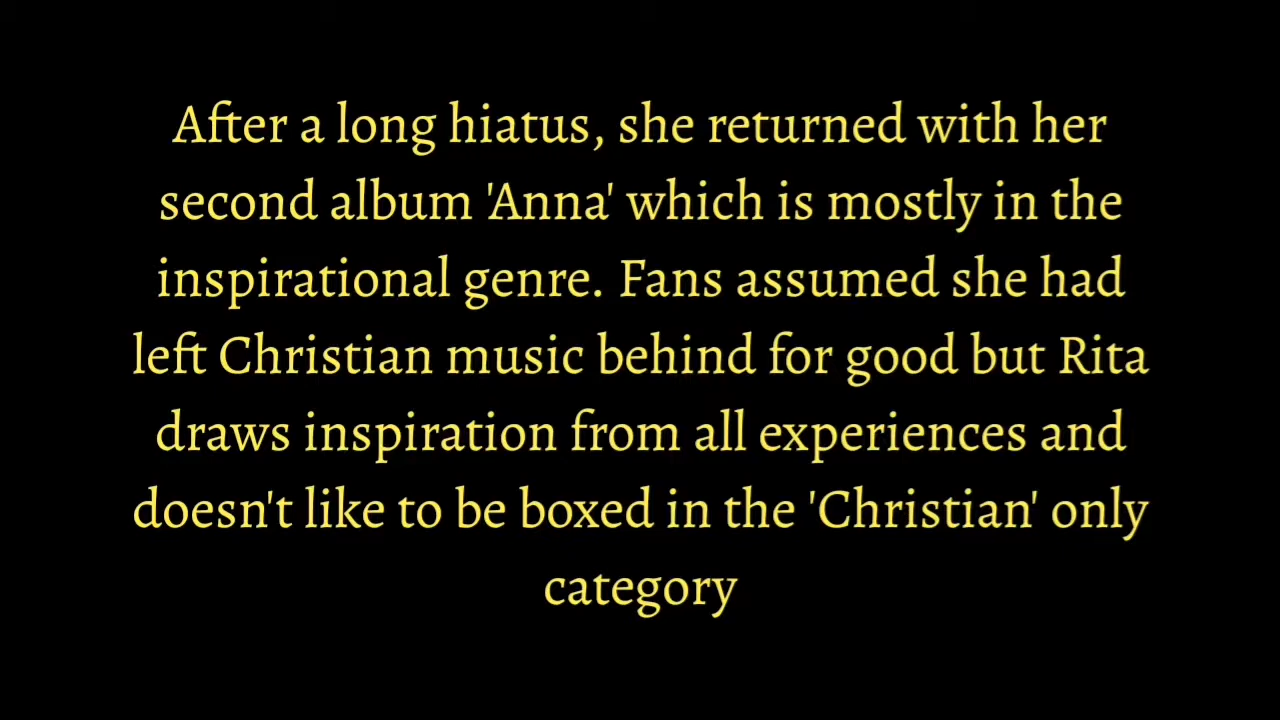 After a long hiatus, she returned with her
second album 'Anna' which is mostly in the
inspirational genre. Fans assumed she had
left Christian music behind for good but Rita
draws inspiration from all experiences and
doesn't like to be boxed in the 'Christian' only
category